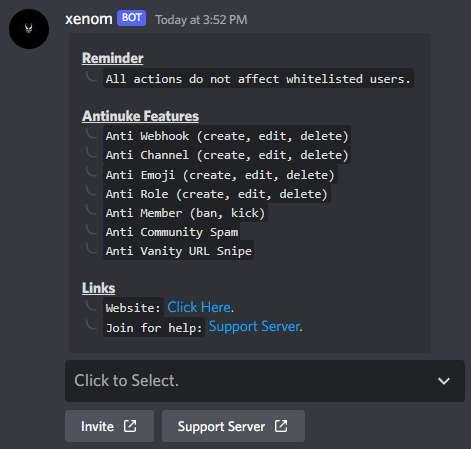 xenom BOT Today at 3:52 PM
Reminder
All actions do not affect whitelisted users.
Antinuke Features
Anti Webhook (create, edit, delete)
Anti Channel (create, edit, delete)
Anti Emoji (create, edit, delete)
Anti Role (create, edit, delete)
Anti Member (ban, kick)
Anti Community Spam
Anti Vanity URL Snipe
Links
Website: Click Here.
Join for help: Support Server.
Click to Select.
Invite Support Server